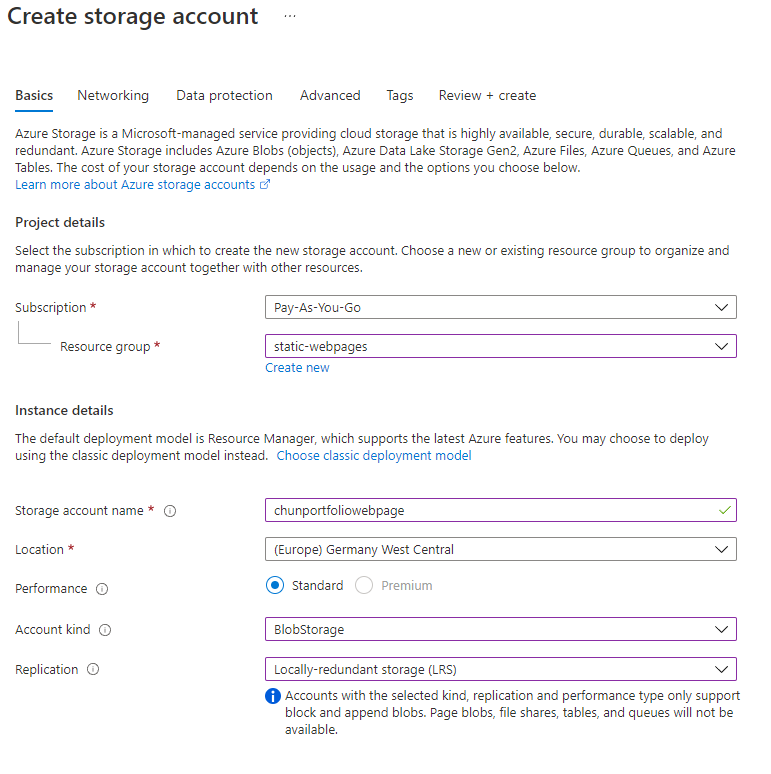 Create storage account ...
Basics Networking Data protection Advanced Tags Review + create
Azure Storage is a Microsoft-managed service providing cloud storage that is highly available, secure, durable, scalable, and
redundant. Azure Storage includes Azure Blobs (objects), Azure Data Lake Storage Gen2, Azure Files, Azure Queues, and Azure
Tables. The cost of your storage account depends on the usage and the options you choose below.
Learn more about Azure storage accounts
Project details
Select the subscription in which to create the new storage account. Choose a new or existing resource group to organize and
manage your storage account together with other resources.
Subscription * Pay-As-You-Go
Resource group * static-webpages
Create new
Instance details
The default deployment model is Resource Manager, which supports the latest Azure features. You may choose to deploy
using the classic deployment model instead. Choose classic deployment model
Storage account name * chunportfoliowebpage
Location * (Europe) Germany West Central
Performance Standard Premium
Account kind BlobStorage
Replication Locally-redundant storage (LRS)
Accounts with the selected kind, replication and performance type only support
block and append blobs. Page blobs, file shares, tables, and queues will not be
available.